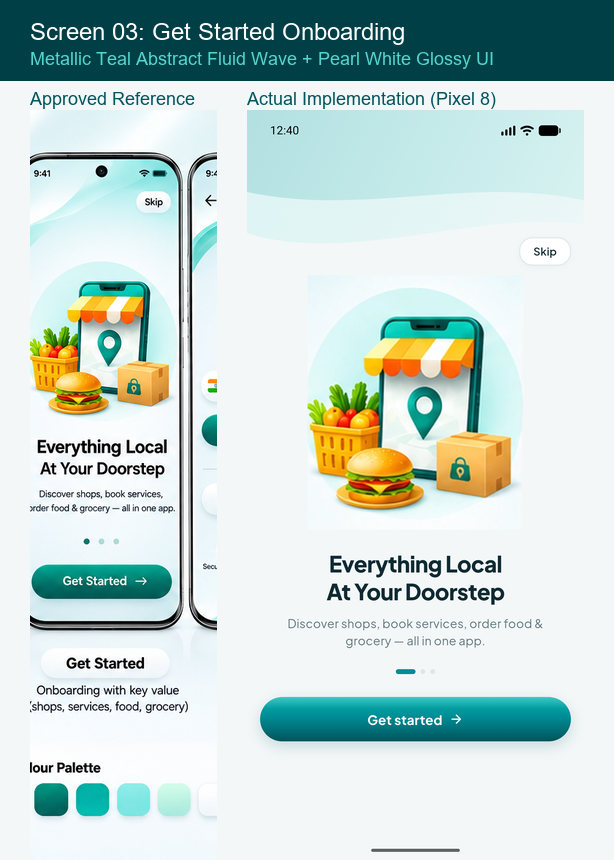 Screen 03: Get Started Onboarding
Metallic Teal Abstract Fluid Wave + Pearl White Glossy UI
Approved Reference
9:41
Skip
Everything Local
At Your Doorstep
Discover shops, book services,
order food & grocery — all in one app.
Get Started →
Get Started
Onboarding with key value
(shops, services, food, grocery)
lour Palette
9:4
←
Secu
Actual Implementation (Pixel 8)
12:40
Skip
Everything Local
At Your Doorstep
Discover shops, book services, order food &
grocery — all in one app.
Get started →